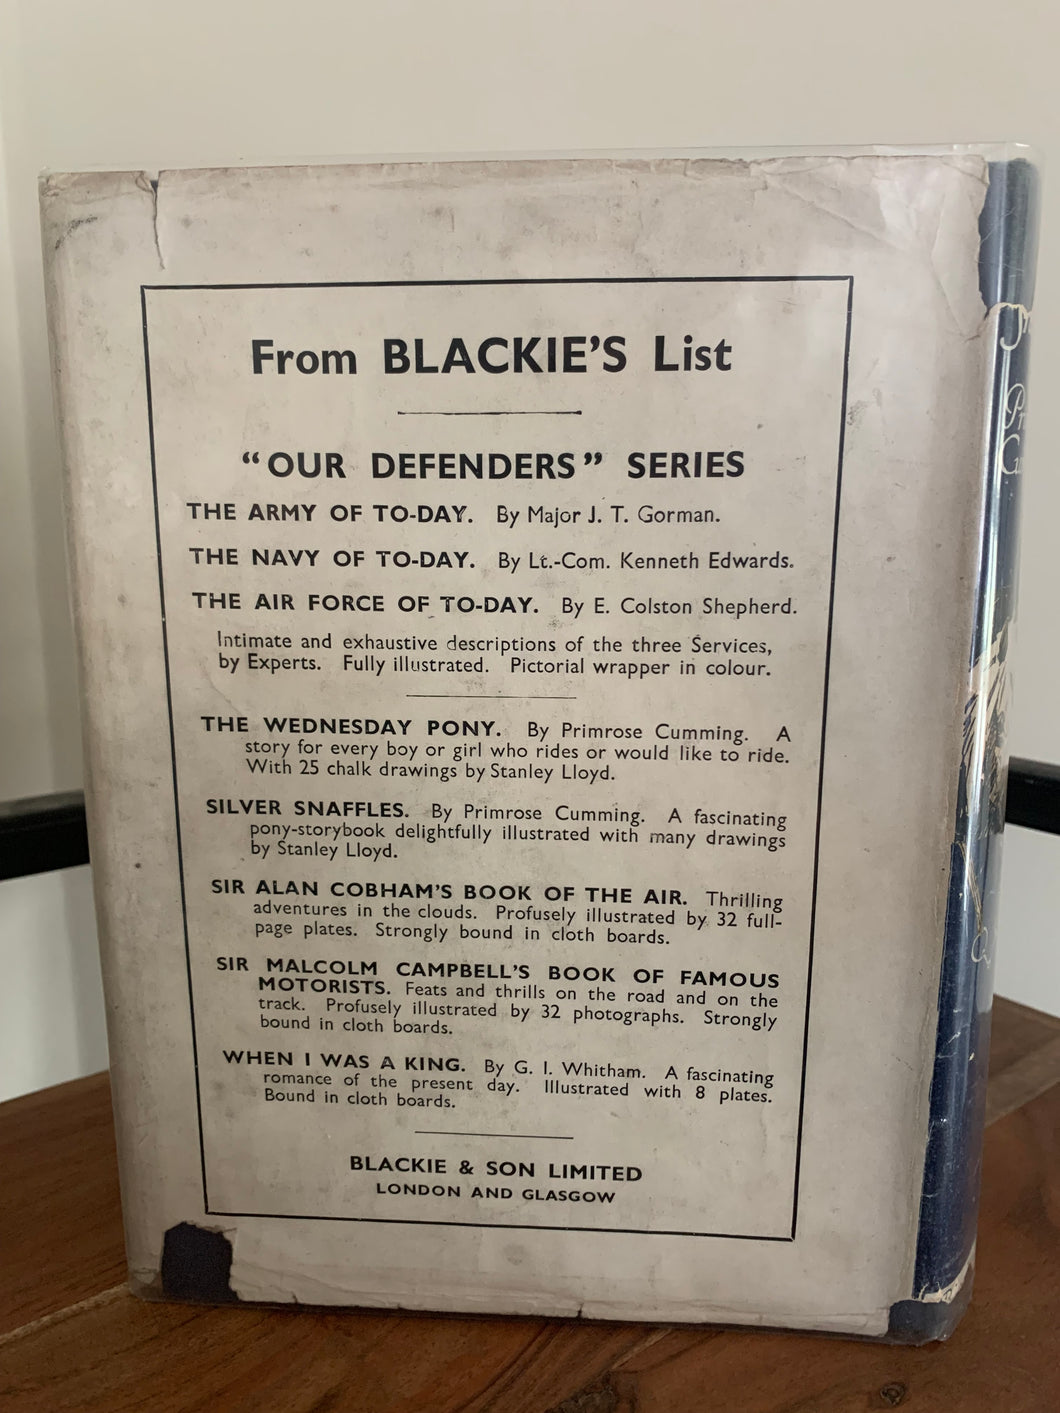 From BLACKIE'S List
"OUR DEFENDERS" SERIES
THE ARMY OF TO-DAY. By Major J. T. Gorman.
THE NAVY OF TO-DAY. By Lt.-Com. Kenneth Edwards.
THE AIR FORCE OF TO-DAY. By E. Colston Shepherd.
Intimate and exhaustive descriptions of the three Services,
by Experts. Fully illustrated. Pictorial wrapper in colour.
THE WEDNESDAY PONY. By Primrose Cumming. A
story for every boy or girl who rides or would like to ride.
With 25 chalk drawings by Stanley Lloyd.
SILVER SNAFFLES. By Primrose Cumming. A fascinating
pony-storybook delightfully illustrated with many drawings
by Stanley Lloyd.
SIR ALAN COBHAM'S BOOK OF THE AIR. Thrilling
adventures in the clouds. Profusely illustrated by 32 full-
page plates. Strongly bound in cloth boards.
SIR MALCOLM CAMPBELL'S BOOK OF FAMOUS
MOTORISTS. Feats and thrills on the road and on the
track. Profusely illustrated by 32 photographs. Strongly
bound in cloth boards.
WHEN I WAS A KING. By G. I. Whitham. A fascinating
romance of the present day. Illustrated with 8 plates.
Bound in cloth boards.
BLACKIE & SON LIMITED
LONDON AND GLASGOW